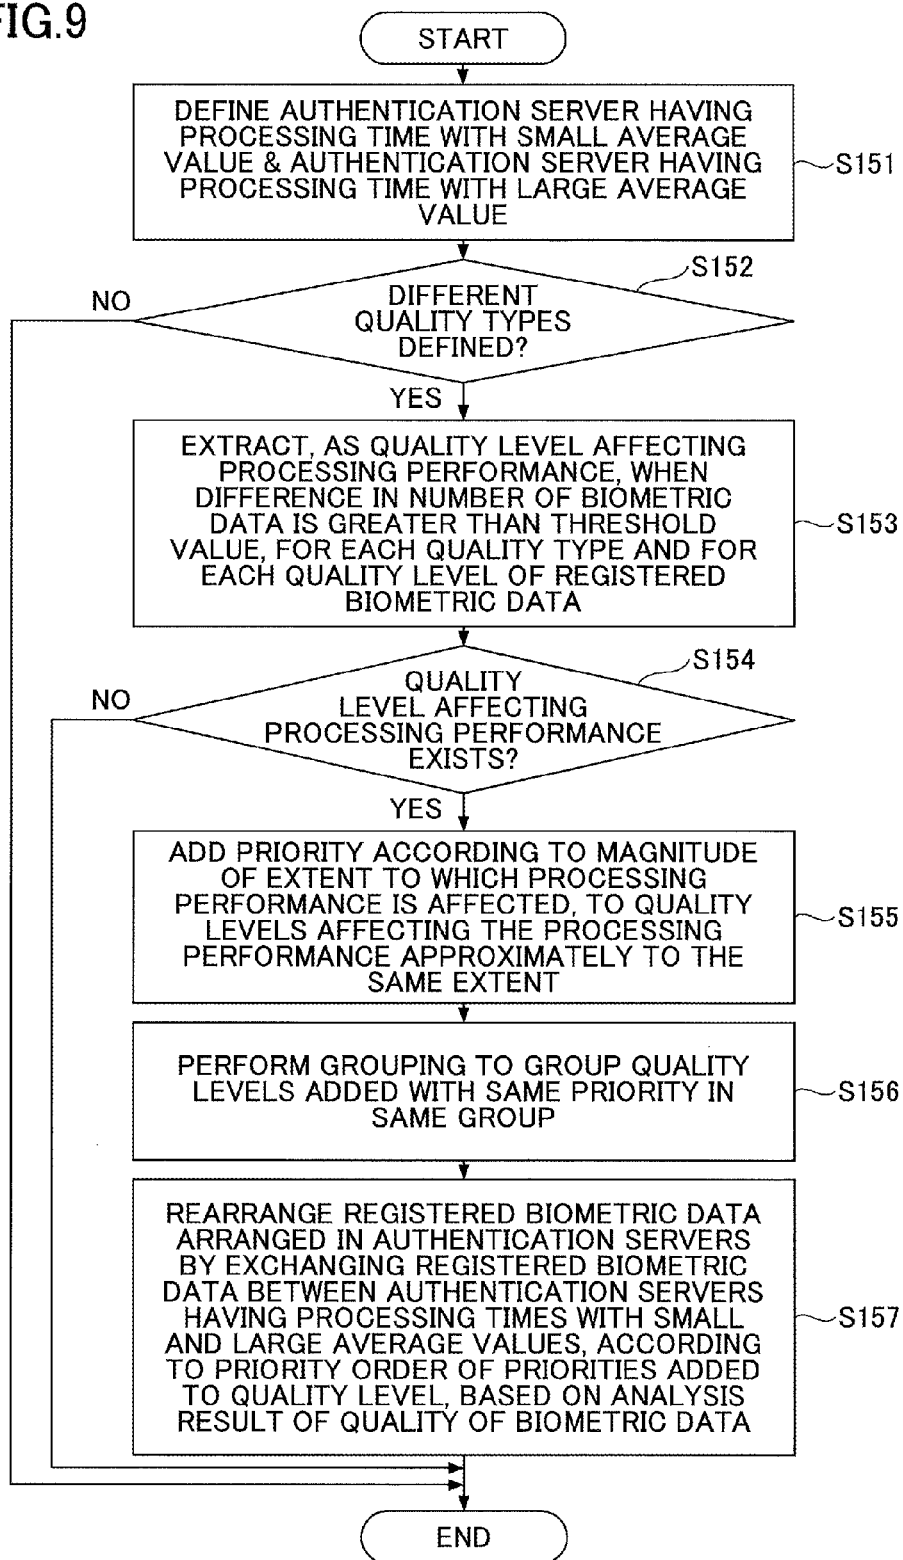 FIG.9
START
DEFINE AUTHENTICATION SERVER HAVING
PROCESSING TIME WITH SMALL AVERAGE
VALUE & AUTHENTICATION SERVER HAVING
PROCESSING TIME WITH LARGE AVERAGE
VALUE
S151
S152
NO
DIFFERENT
QUALITY TYPES
DEFINED?
YES
EXTRACT, AS QUALITY LEVEL AFFECTING
PROCESSING PERFORMANCE, WHEN
DIFFERENCE IN NUMBER OF BIOMETRIC
DATA IS GREATER THAN THRESHOLD
VALUE, FOR EACH QUALITY TYPE AND FOR
EACH QUALITY LEVEL OF REGISTERED
BIOMETRIC DATA
S153
S154
NO
QUALITY
LEVEL AFFECTING
PROCESSING PERFORMANCE
EXISTS?
YES
ADD PRIORITY ACCORDING TO MAGNITUDE
OF EXTENT TO WHICH PROCESSING
PERFORMANCE IS AFFECTED, TO QUALITY
LEVELS AFFECTING THE PROCESSING
PERFORMANCE APPROXIMATELY TO THE
SAME EXTENT
S155
PERFORM GROUPING TO GROUP QUALITY
LEVELS ADDED WITH SAME PRIORITY IN
SAME GROUP
S156
REARRANGE REGISTERED BIOMETRIC DATA
ARRANGED IN AUTHENTICATION SERVERS
BY EXCHANGING REGISTERED BIOMETRIC
DATA BETWEEN AUTHENTICATION SERVERS
HAVING PROCESSING TIMES WITH SMALL
AND LARGE AVERAGE VALUES, ACCORDING
TO PRIORITY ORDER OF PRIORITIES ADDED
TO QUALITY LEVEL, BASED ON ANALYSIS
RESULT OF QUALITY OF BIOMETRIC DATA
S157
END